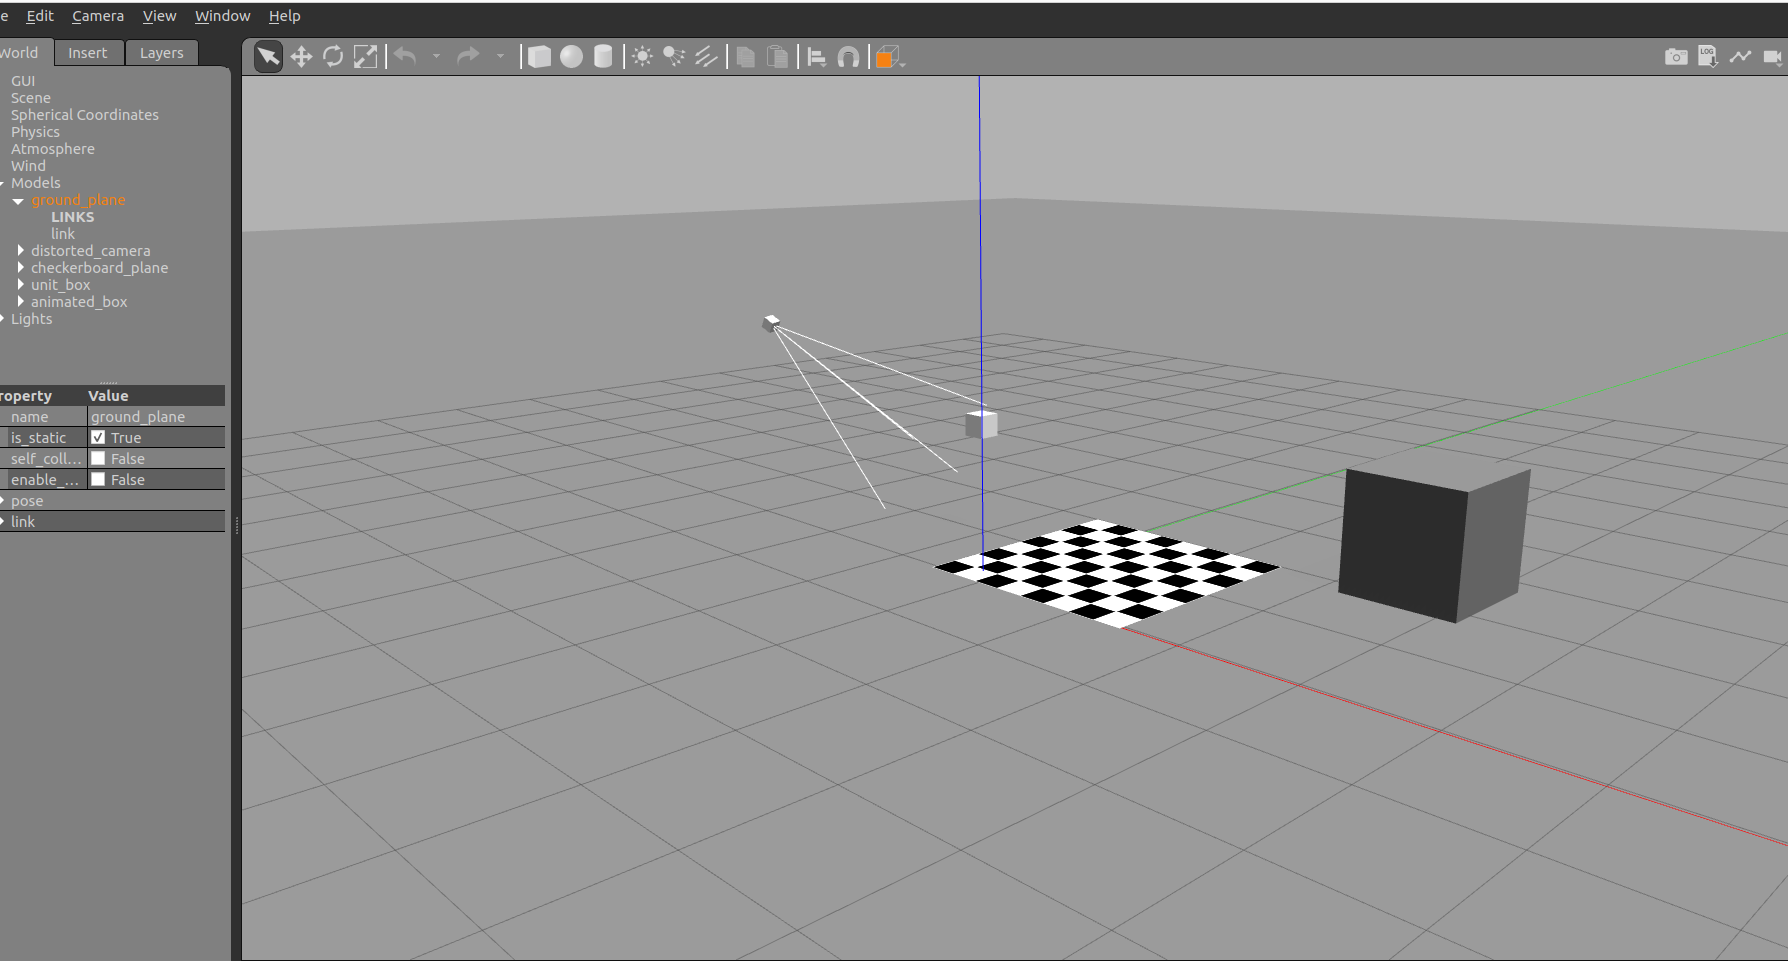 e Edit Camera View Window Help
World Insert Layers
LOG
GUI
Scene
Spherical Coordinates
Physics
Atmosphere
Wind
Models
ground_plane
LINKS
link
distorted_camera
checkerboard_plane
unit_box
animated_box
Lights
roperty Value
name ground_plane
is_static True
self_coll... False
enable_... False
pose
link